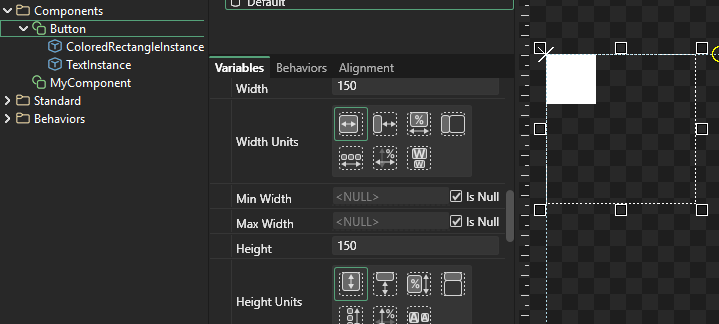 Components
Button
ColoredRectangleInstance
TextInstance
MyComponent
Standard
Behaviors
Default
Variables Behaviors Alignment
Width 150
Width Units
%
%
W W
Min Width <NULL> Is Null
Max Width <NULL> Is Null
Height 150
Height Units
%
% A a